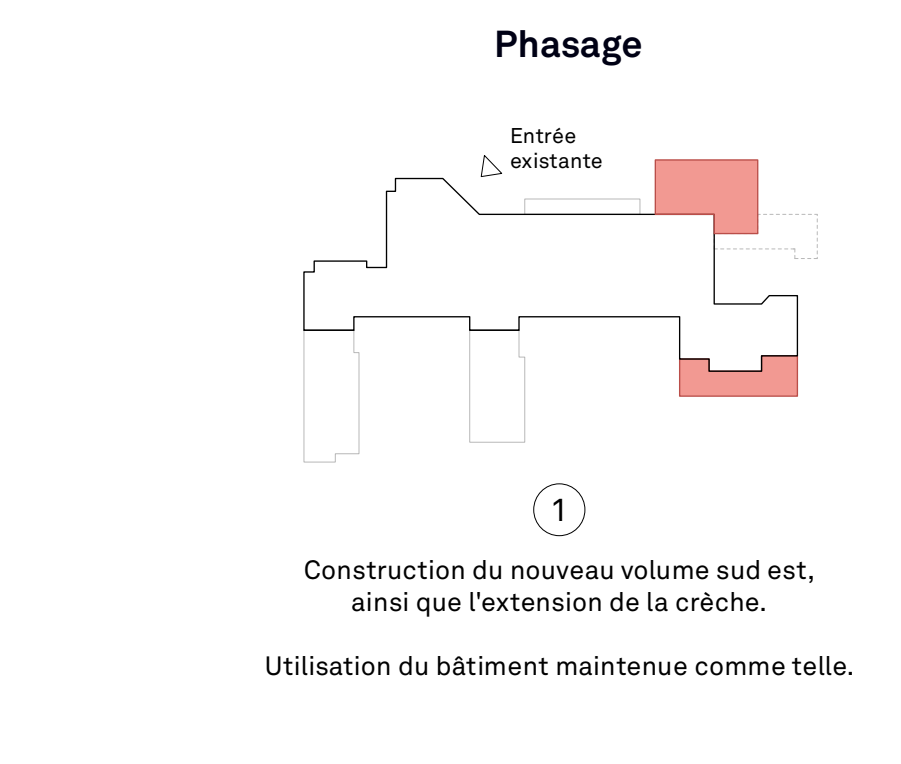 Phasage
Entrée
existante
1
Construction du nouveau volume sud est,
ainsi que l'extension de la crèche.
Utilisation du bâtiment maintenue comme telle.